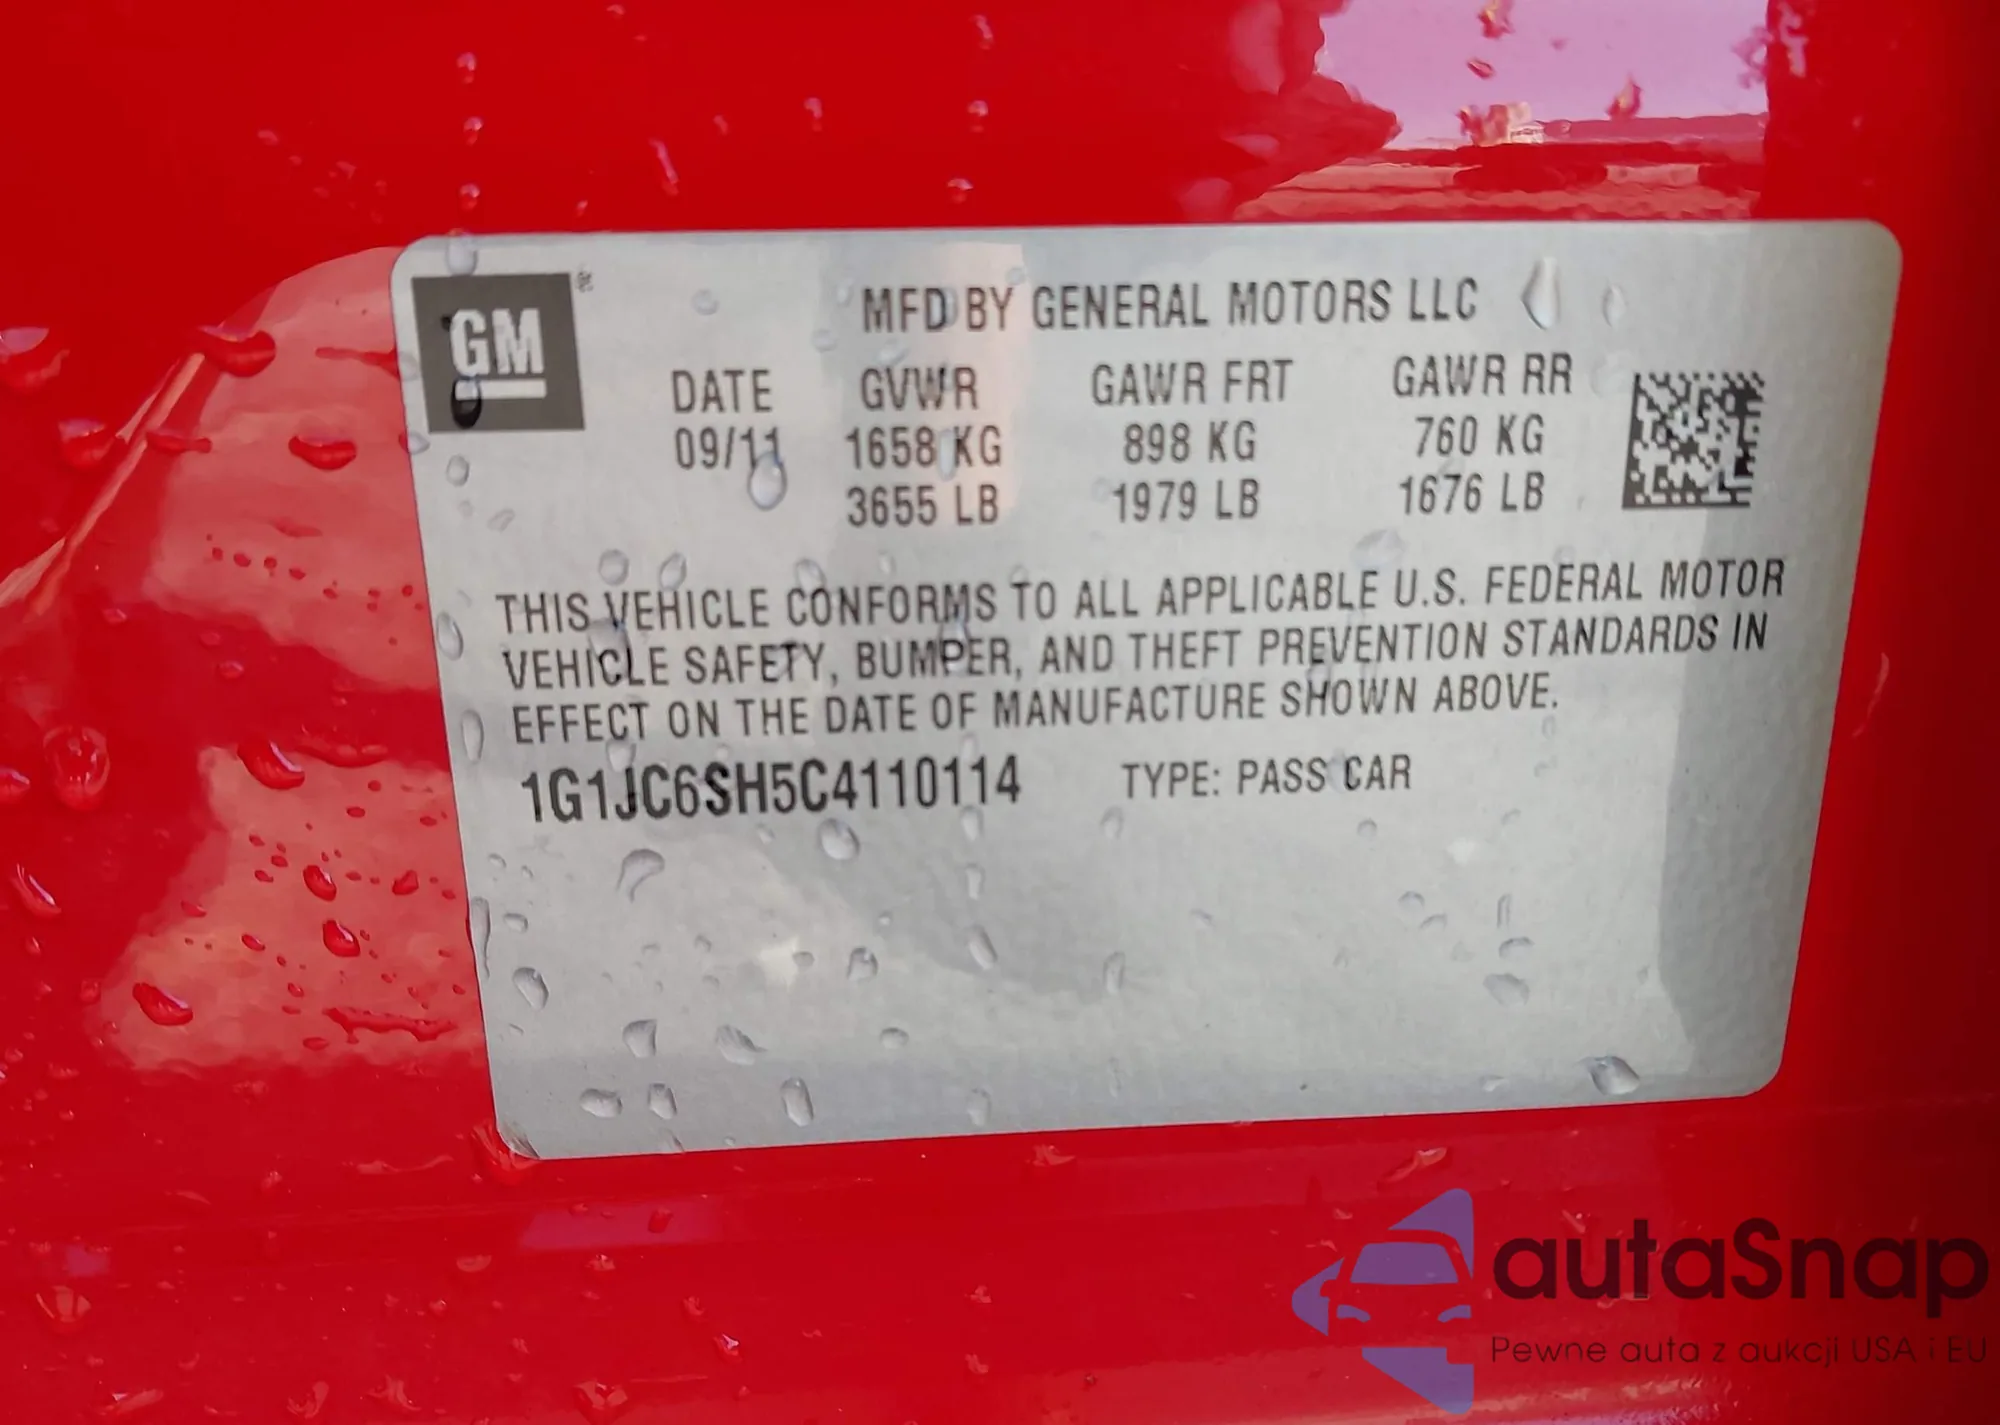 GM
MFD BY GENERAL MOTORS LLC
DATE GVWR GAWR FRT GAWR RR
09/11 1658 KG 898 KG 760 KG
3655 LB 1979 LB 1676 LB
THIS VEHICLE CONFORMS TO ALL APPLICABLE U.S. FEDERAL MOTOR
VEHICLE SAFETY, BUMPER, AND THEFT PREVENTION STANDARDS IN
EFFECT ON THE DATE OF MANUFACTURE SHOWN ABOVE.
1G1JC6SH5C4110114 TYPE: PASS CAR
autaSnap
Pewne auta z aukcji USA i EU